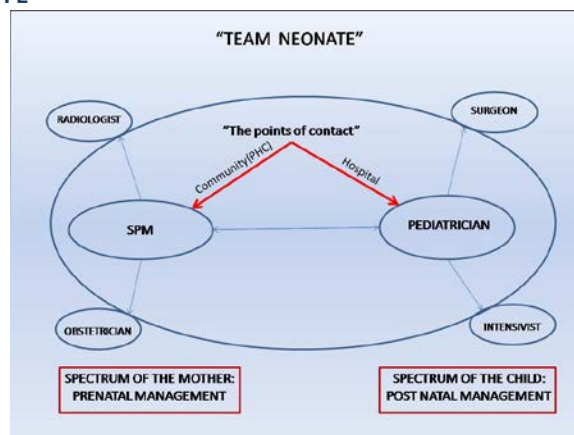 "TEAM NEONATE"
RADIOLOGIST
SURGEON
"The points of contact"
Community(PHC)
Hospital
SPM
PEDIATRICIAN
OBSTETRICIAN
INTENSIVIST
SPECTRUM OF THE MOTHER:
PRENATAL MANAGEMENT
SPECTRUM OF THE CHILD:
POST NATAL MANAGEMENT